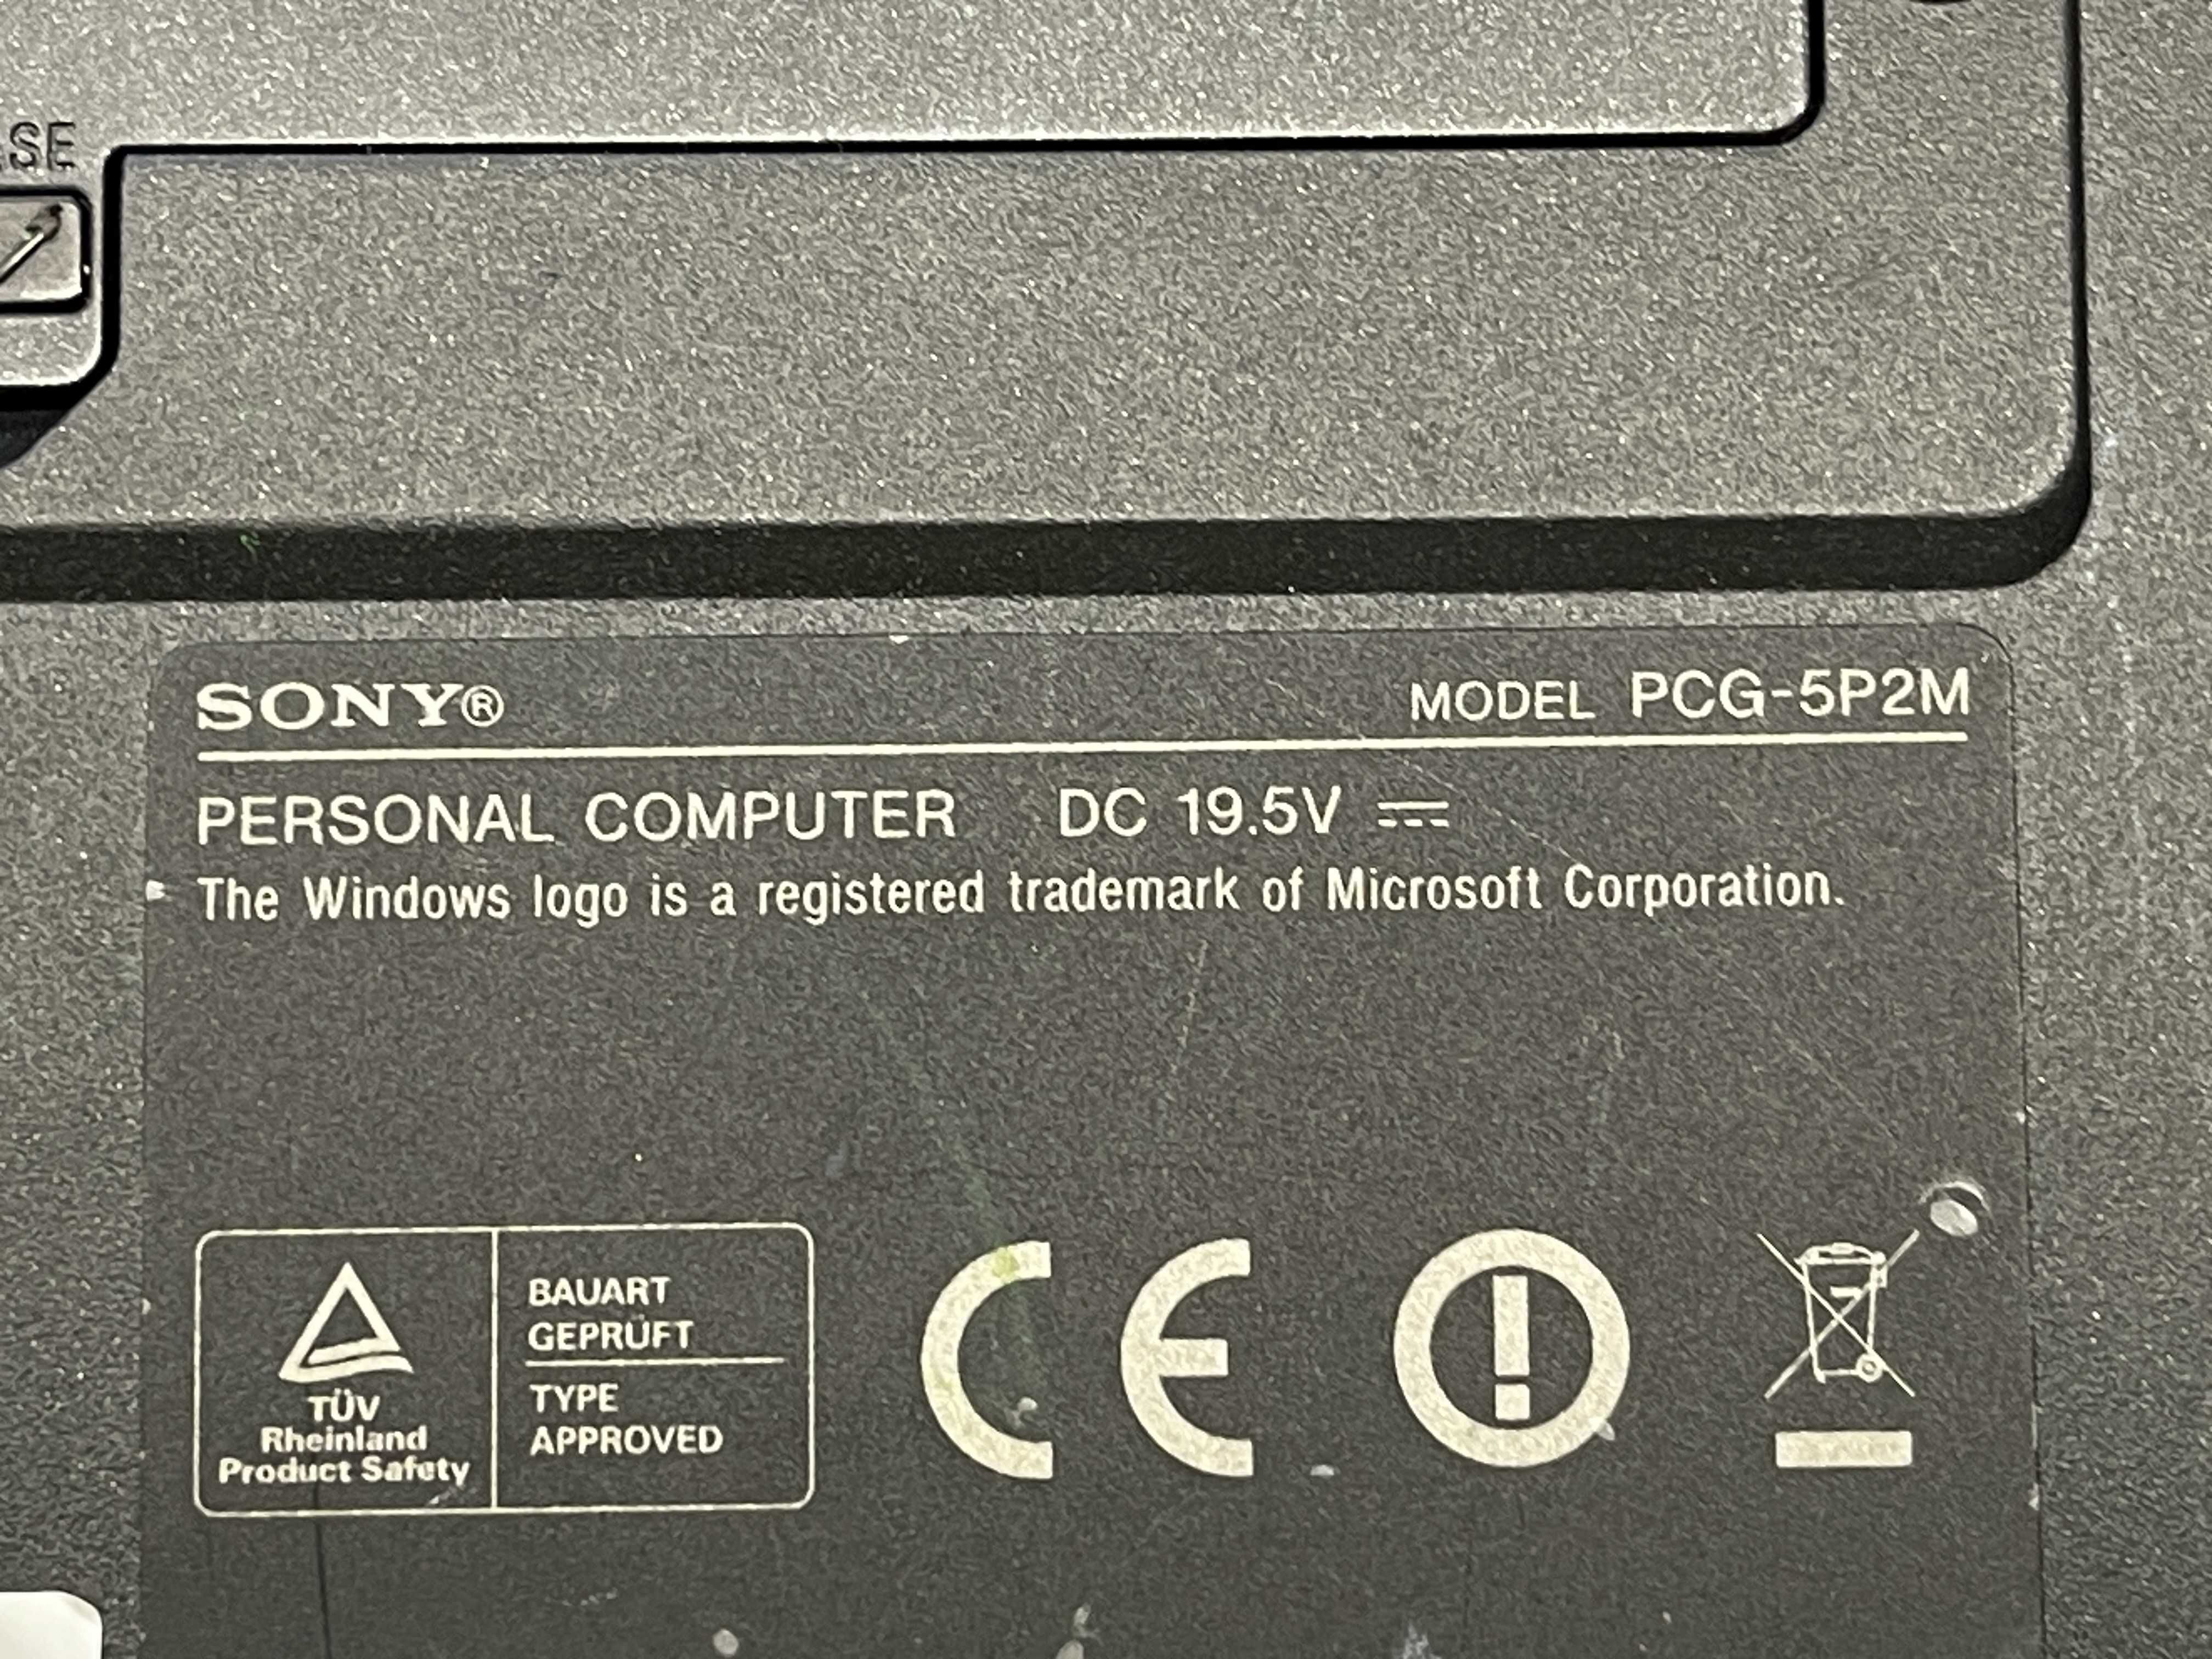 SE
SONY® MODEL PCG-5P2M
PERSONAL COMPUTER DC 19.5V
The Windows logo is a registered trademark of Microsoft Corporation.
TÜV
Rheinland
Product Safety
BAUART
GEPRÜFT
TYPE
APPROVED
CE